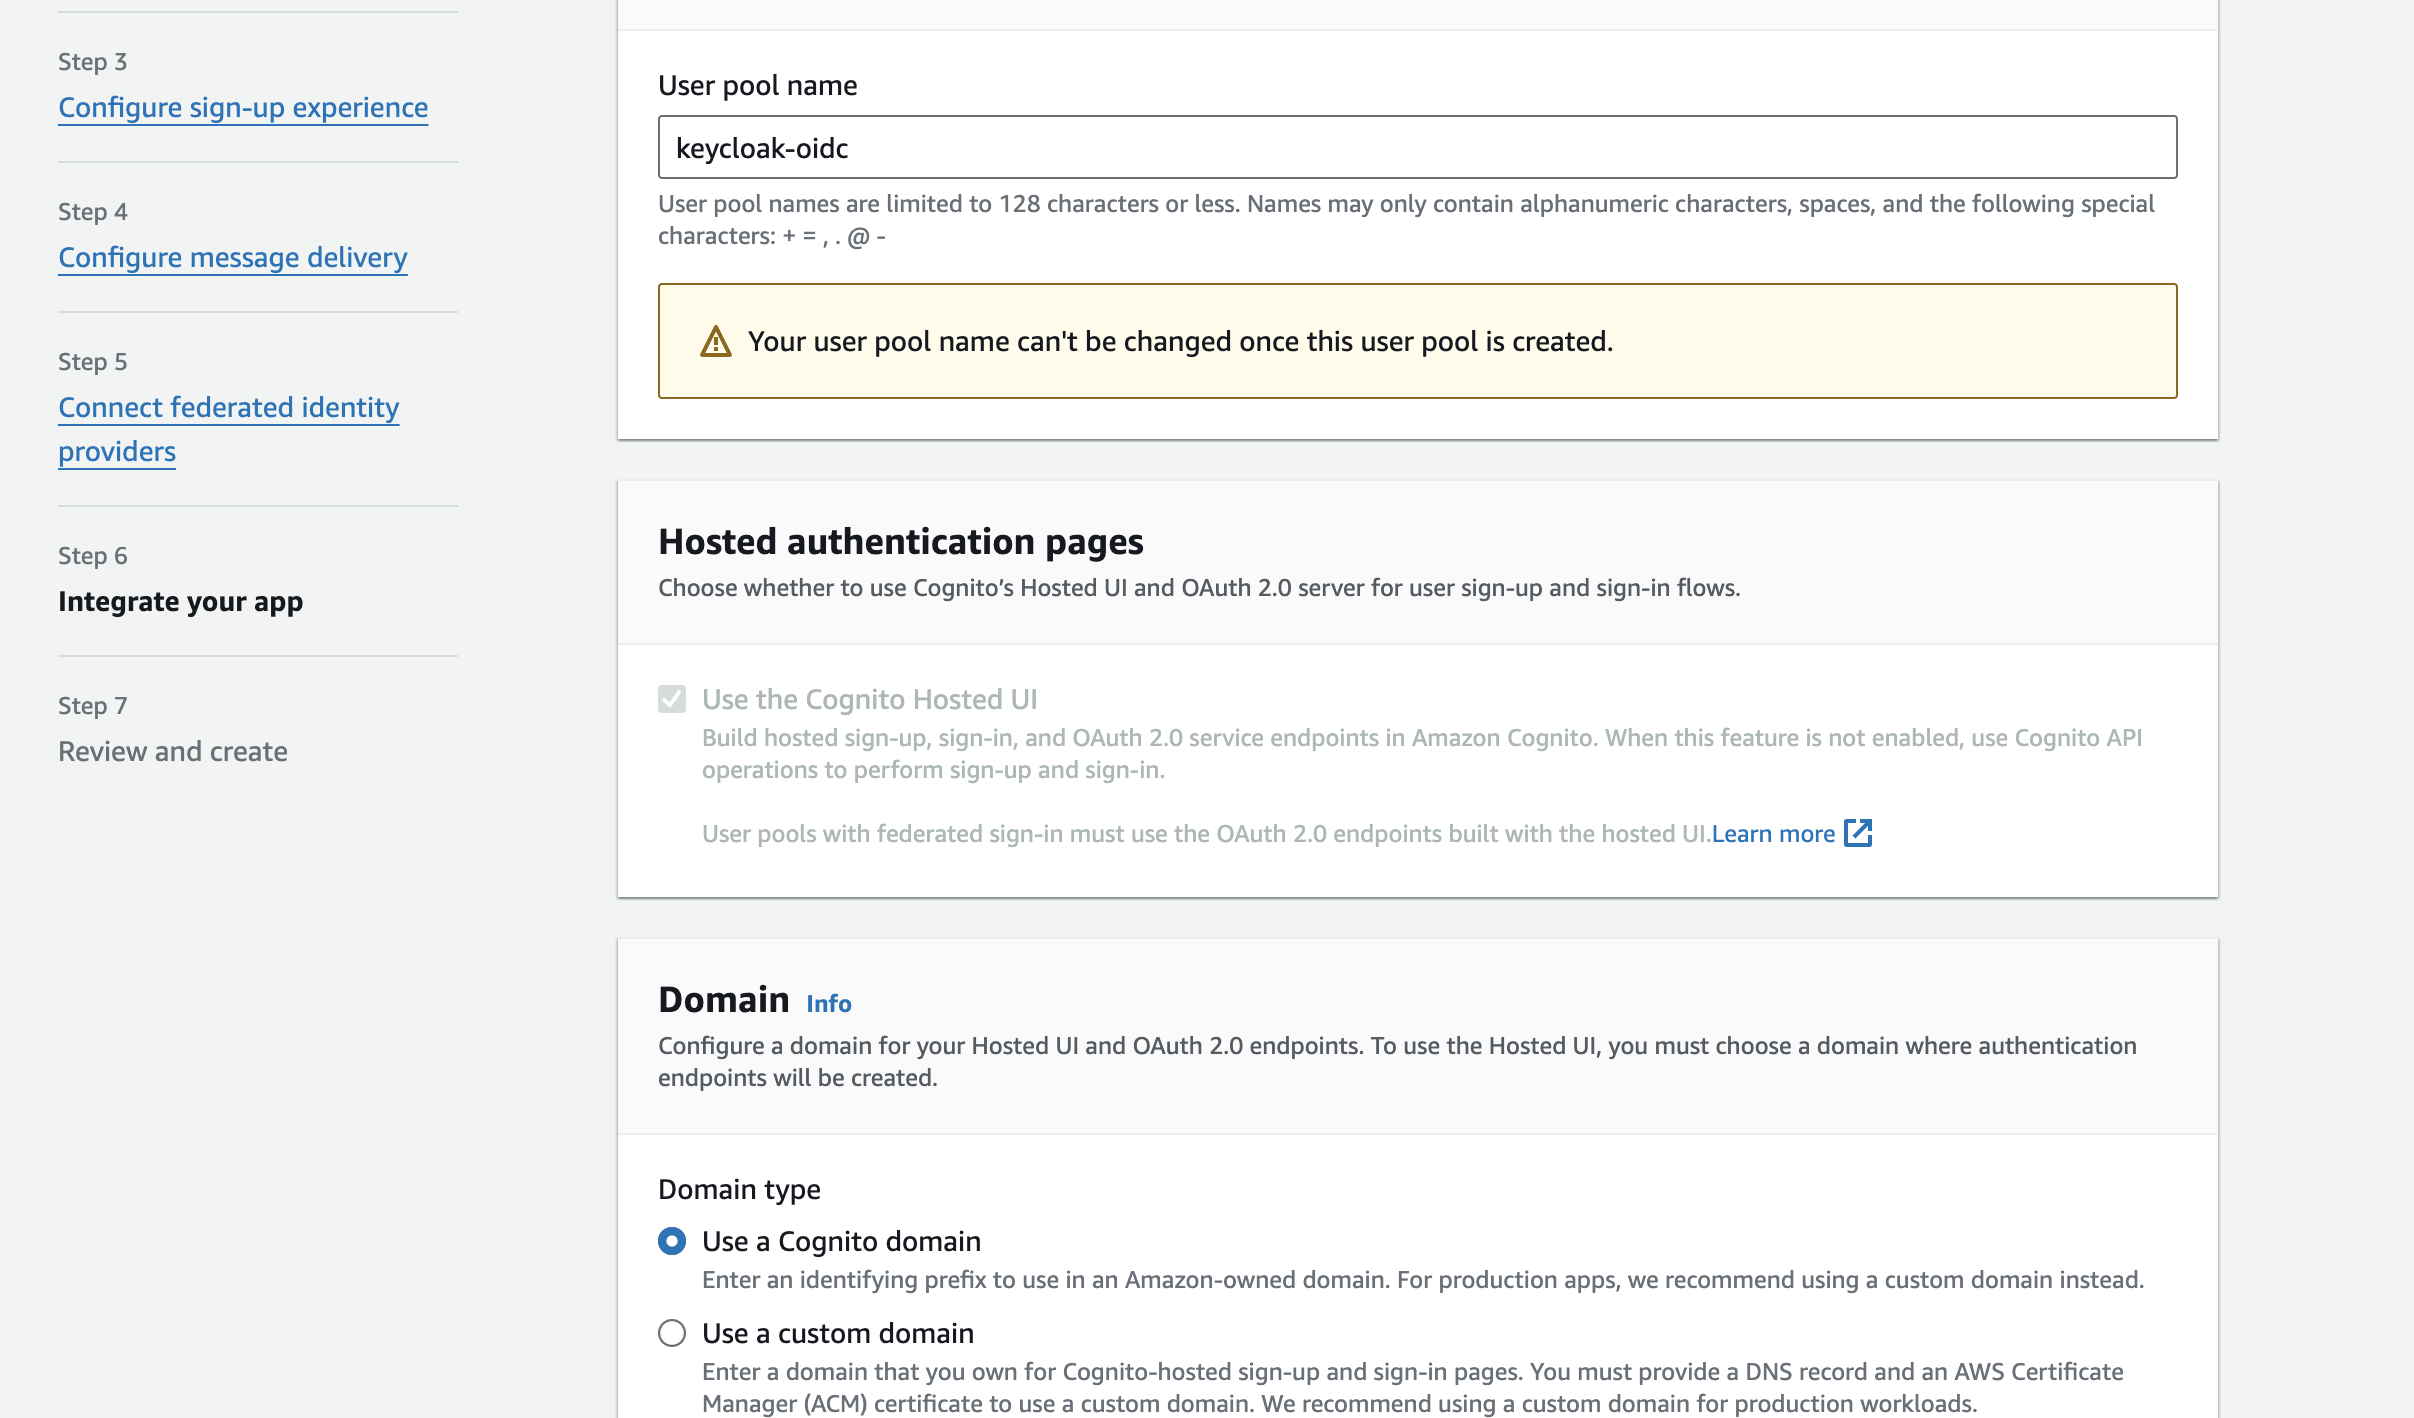 Step 3
Configure sign-up experience
Step 4
Configure message delivery
Step 5
Connect federated identity
providers
Step 6
Integrate your app
Step 7
Review and create
User pool name
keycloak-oidc
User pool names are limited to 128 characters or less. Names may only contain alphanumeric characters, spaces, and the following special
characters: + = , . @ -
Your user pool name can't be changed once this user pool is created.
Hosted authentication pages
Choose whether to use Cognito’s Hosted UI and OAuth 2.0 server for user sign-up and sign-in flows.
Use the Cognito Hosted UI
Build hosted sign-up, sign-in, and OAuth 2.0 service endpoints in Amazon Cognito. When this feature is not enabled, use Cognito API
operations to perform sign-up and sign-in.
User pools with federated sign-in must use the OAuth 2.0 endpoints built with the hosted UI.Learn more
Domain Info
Configure a domain for your Hosted UI and OAuth 2.0 endpoints. To use the Hosted UI, you must choose a domain where authentication
endpoints will be created.
Domain type
Use a Cognito domain
Enter an identifying prefix to use in an Amazon-owned domain. For production apps, we recommend using a custom domain instead.
Use a custom domain
Enter a domain that you own for Cognito-hosted sign-up and sign-in pages. You must provide a DNS record and an AWS Certificate
Manager (ACM) certificate to use a custom domain. We recommend using a custom domain for production workloads.